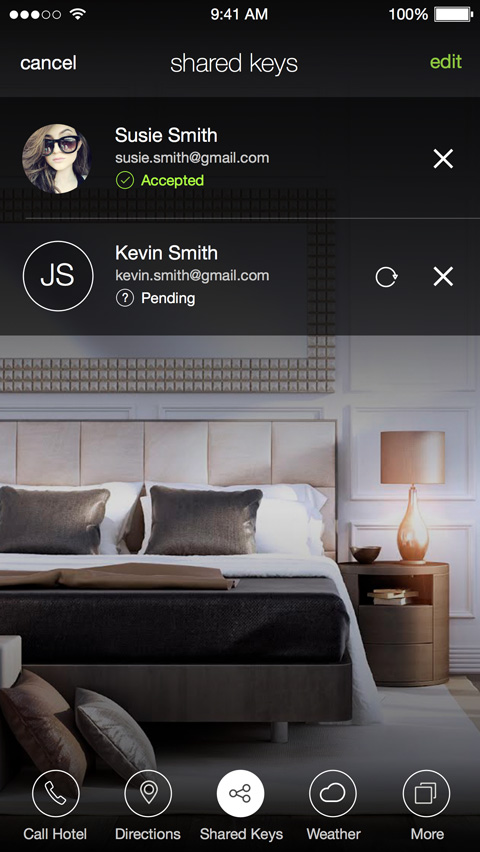 9:41 AM 100%
cancel shared keys edit
Susie Smith
susie.smith@gmail.com
Accepted
JS Kevin Smith
kevin.smith@gmail.com
? Pending
Call Hotel Directions Shared Keys Weather More